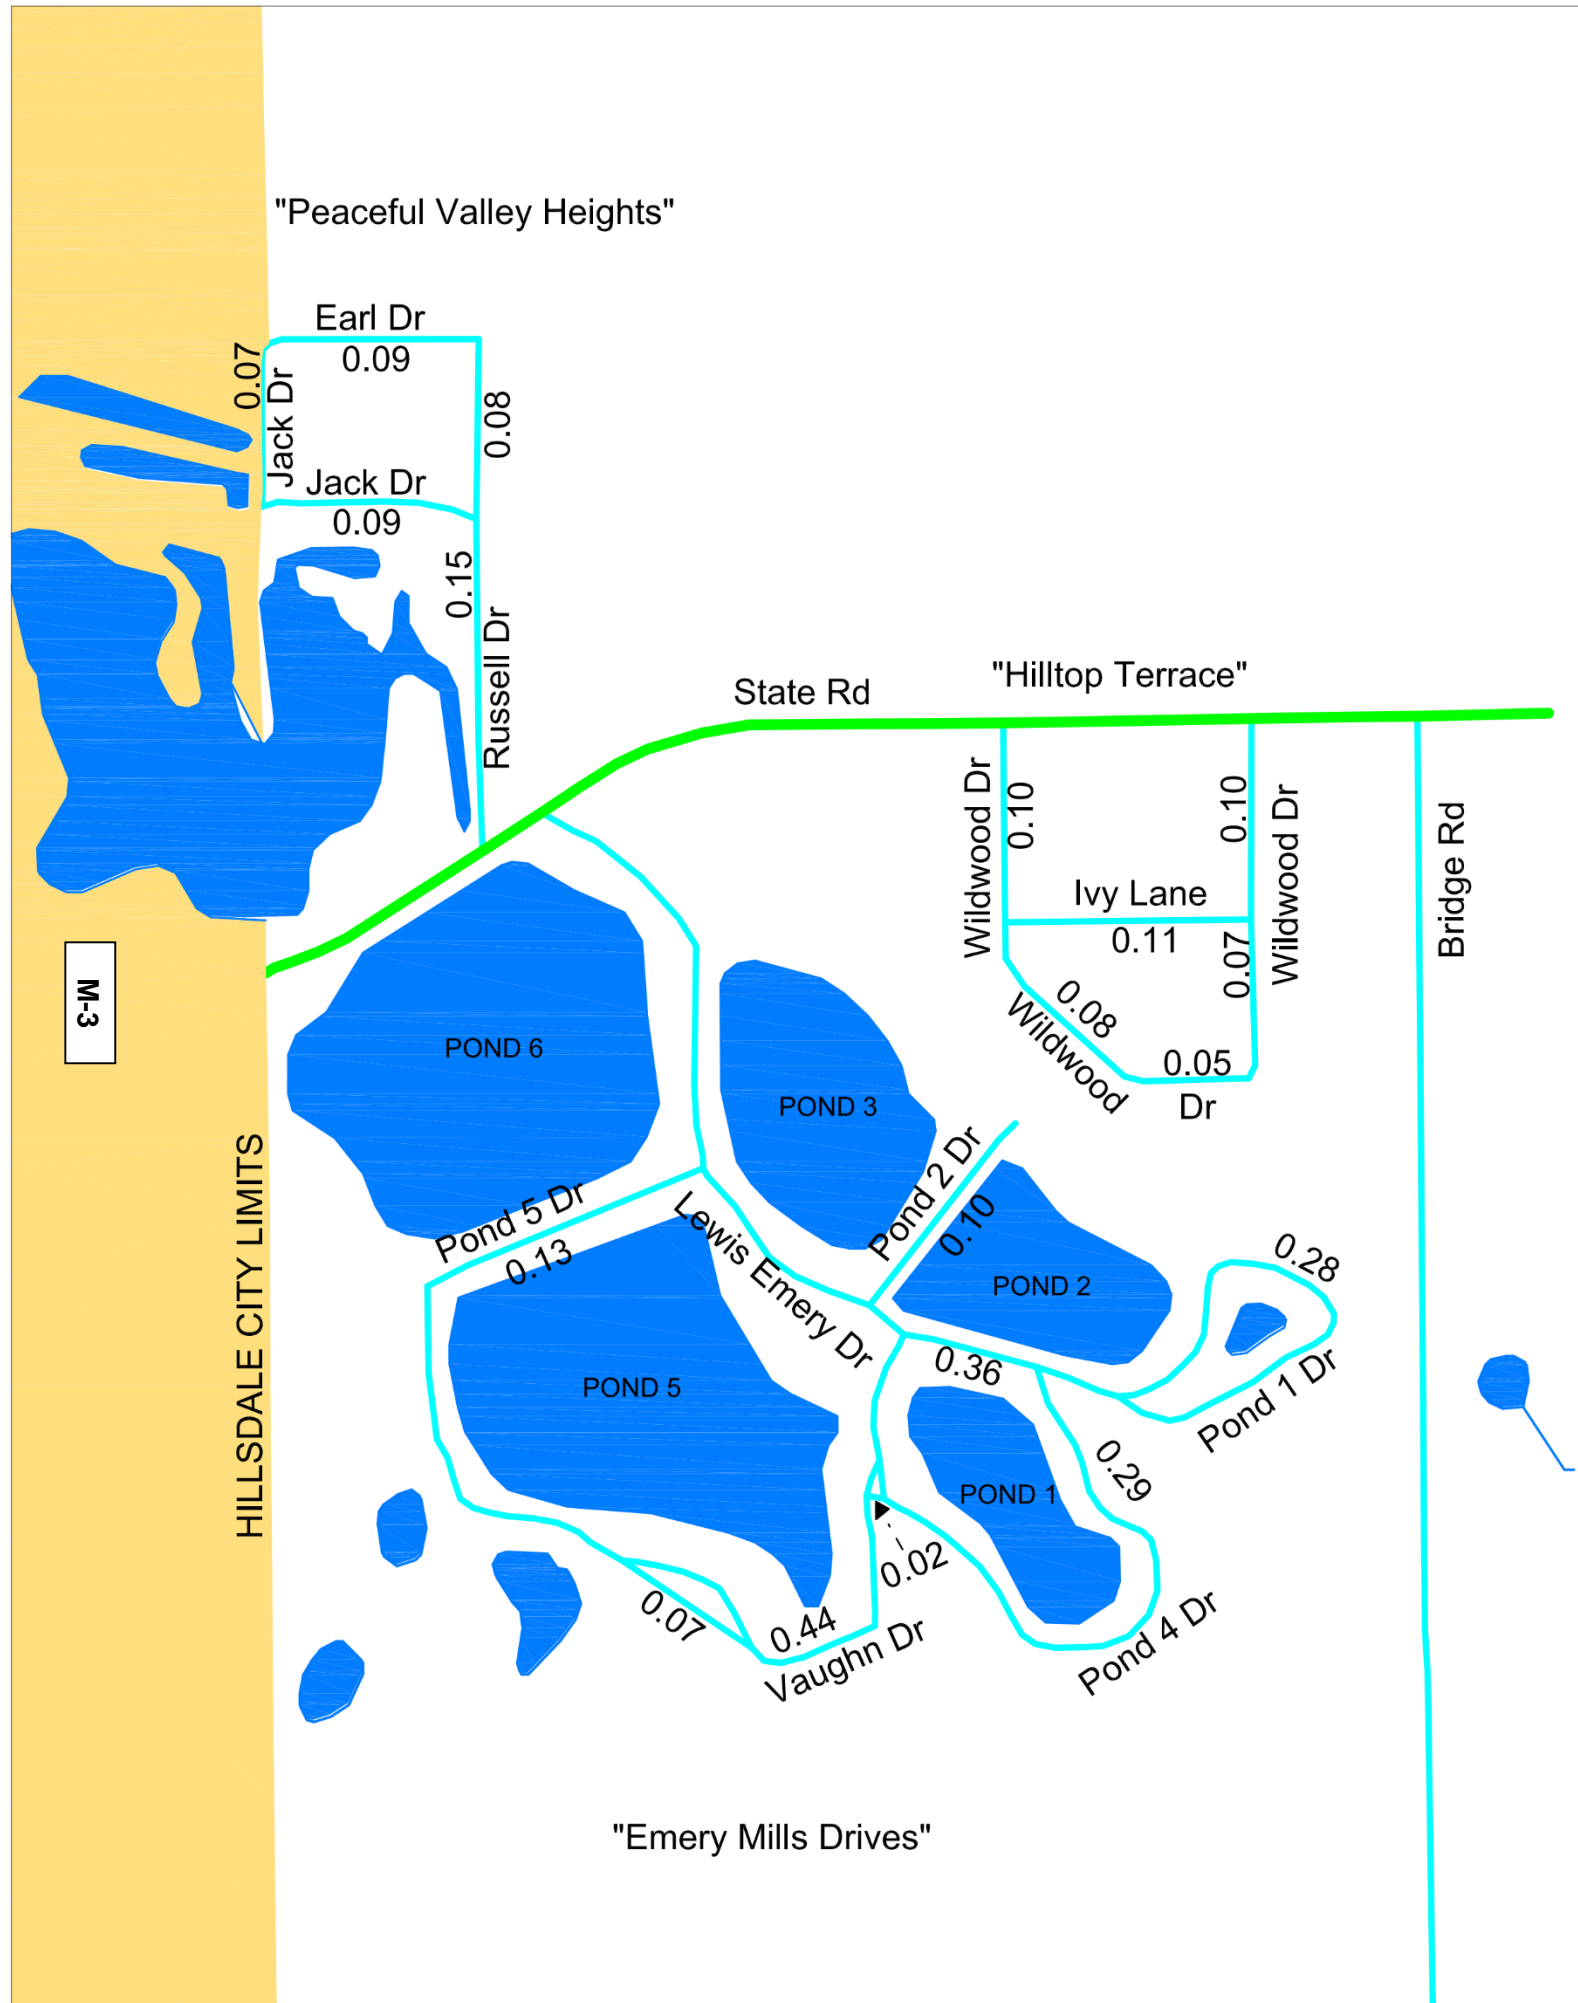 "Peaceful Valley Heights"
Earl Dr
0.09
0.07
Jack Dr
0.08
Jack Dr
0.09
0.15
Russell Dr
State Rd
"Hilltop Terrace"
Wildwood Dr
0.10
0.10
Wildwood Dr
Ivy Lane
0.11
0.07
Bridge Rd
0.08
Wildwood
0.05
Dr
M-3
POND 6
POND 3
HILLSDALE CITY LIMITS
Pond 5 Dr
0.13
Lewis Emery Dr
Pond 2 Dr
0.10
POND 2
0.28
Pond 1 Dr
0.36
POND 5
POND 1
0.29
0.02
0.07
0.44
Vaughn Dr
Pond 4 Dr
"Emery Mills Drives"